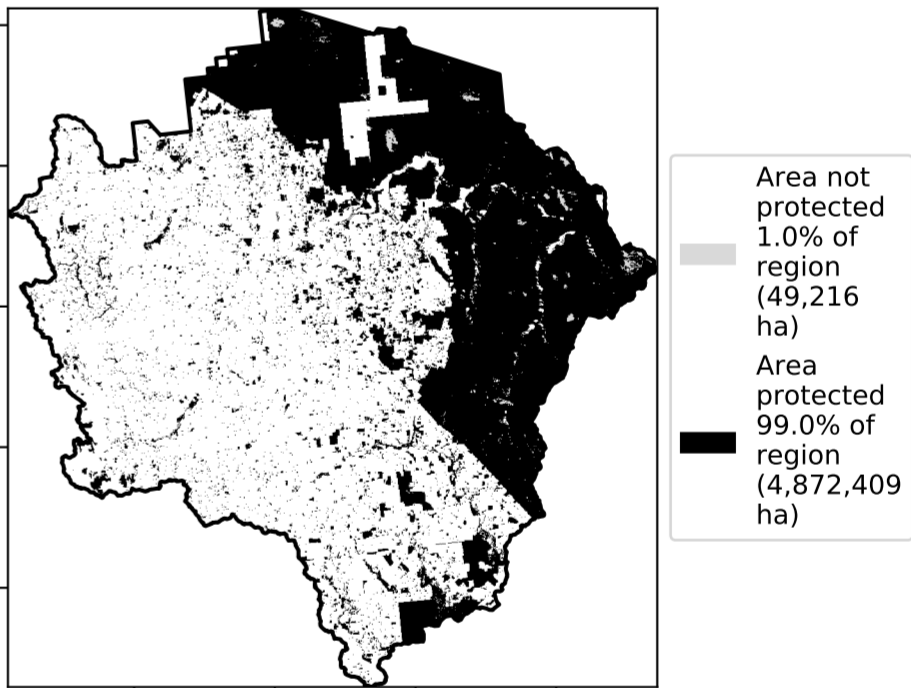 Area not
protected
1.0% of
region
(49,216
ha)
Area
protected
99.0% of
region
(4,872,409
ha)